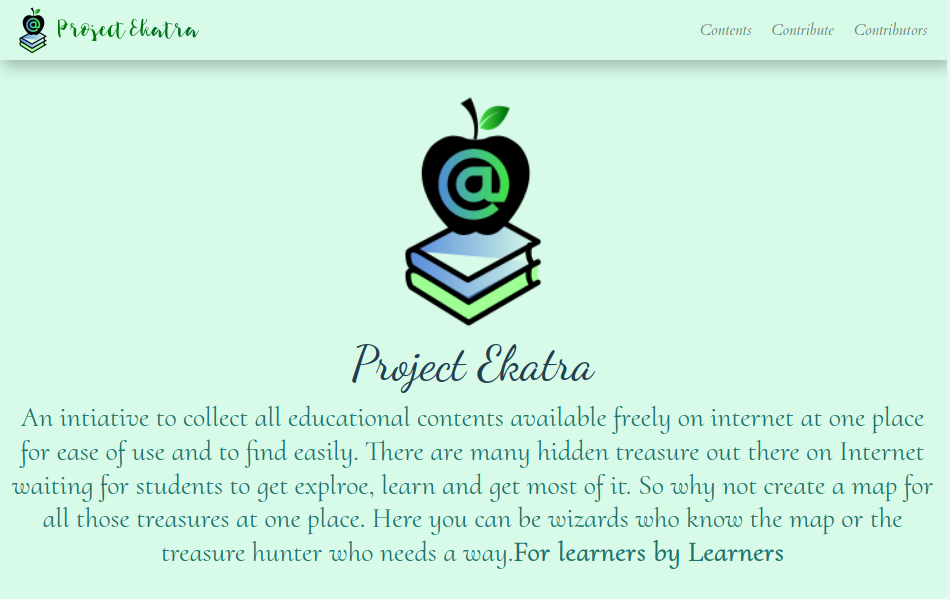 Project Ekatra
Contents Contribute Contributors
@
Project Ekatra
An intiative to collect all educational contents available freely on internet at one place
for ease of use and to find easily. There are many hidden treasure out there on Internet
waiting for students to get explroe, learn and get most of it. So why not create a map for
all those treasures at one place. Here you can be wizards who know the map or the
treasure hunter who needs a way.For learners by Learners